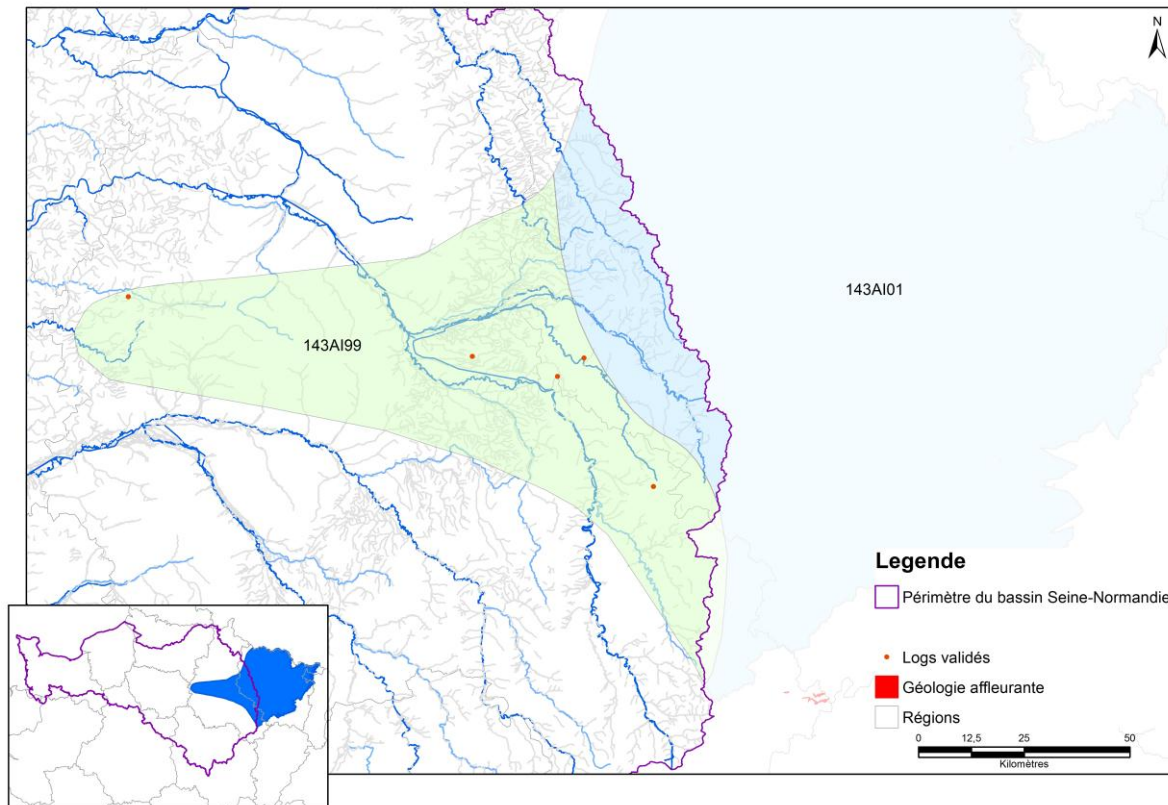 N
143AI01
143AI99
Legende
Périmètre du bassin Seine-Normandie
Logs validés
Géologie affleurante
Régions
0 12,5 25 50
Kilomètres